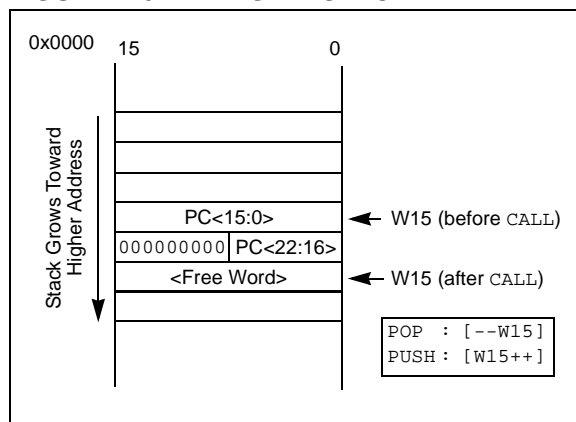 0x0000 15 0
Stack Grows Toward
Higher Address
PC<15:0>
W15 (before CALL)
000000000 PC<22:16>
<Free Word>
W15 (after CALL)
POP : [--W15]
PUSH : [W15++]